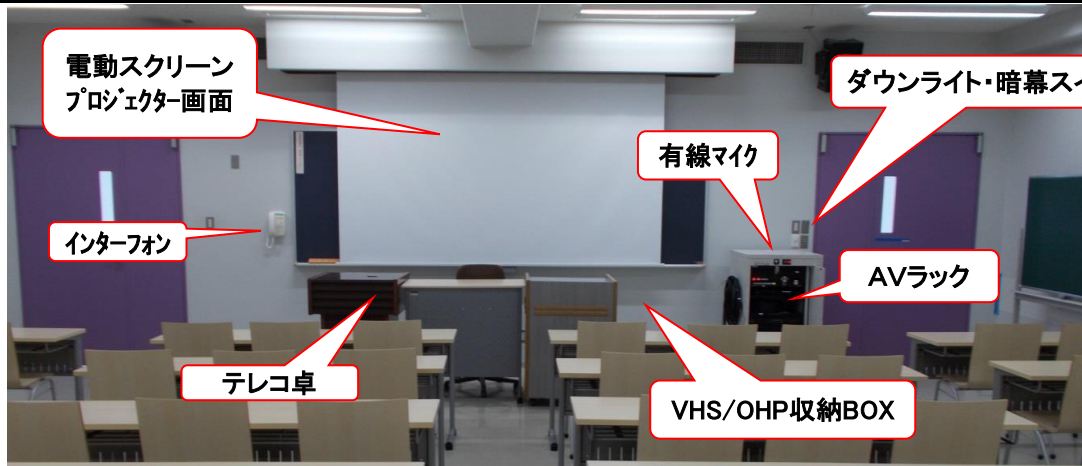 電動スクリーン
プロジェクター画面
ダウンライト・暗幕スイ
有線マイク
インターフォン
AVラック
テレコ卓
VHS/OHP収納BOX